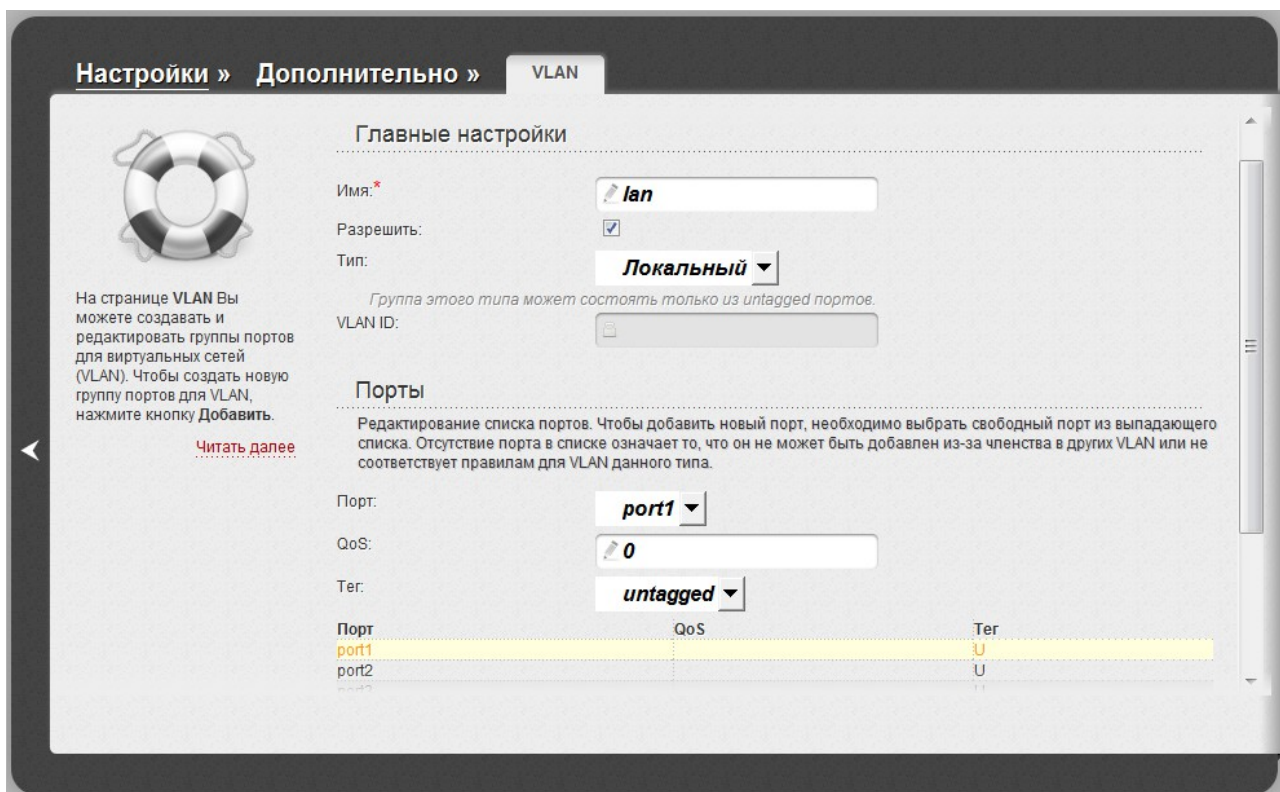 Настройки » Дополнительно » VLAN
Главные настройки
Имя:* lan
Разрешить:
Тип: Локальный
Группа этого типа может состоять только из untagged портов.
VLAN ID:
На странице VLAN Вы
можете создавать и
редактировать группы портов
для виртуальных сетей
(VLAN). Чтобы создать новую
группу портов для VLAN,
нажмите кнопку Добавить.
Читать далее
Порты
Редактирование списка портов. Чтобы добавить новый порт, необходимо выбрать свободный порт из выпадающего
списка. Отсутствие порта в списке означает то, что он не может быть добавлен из-за членства в других VLAN или не
соответствует правилам для VLAN данного типа.
Порт: port1
QoS: 0
Тег: untagged
Порт QoS Тег
port1 U
port2 U